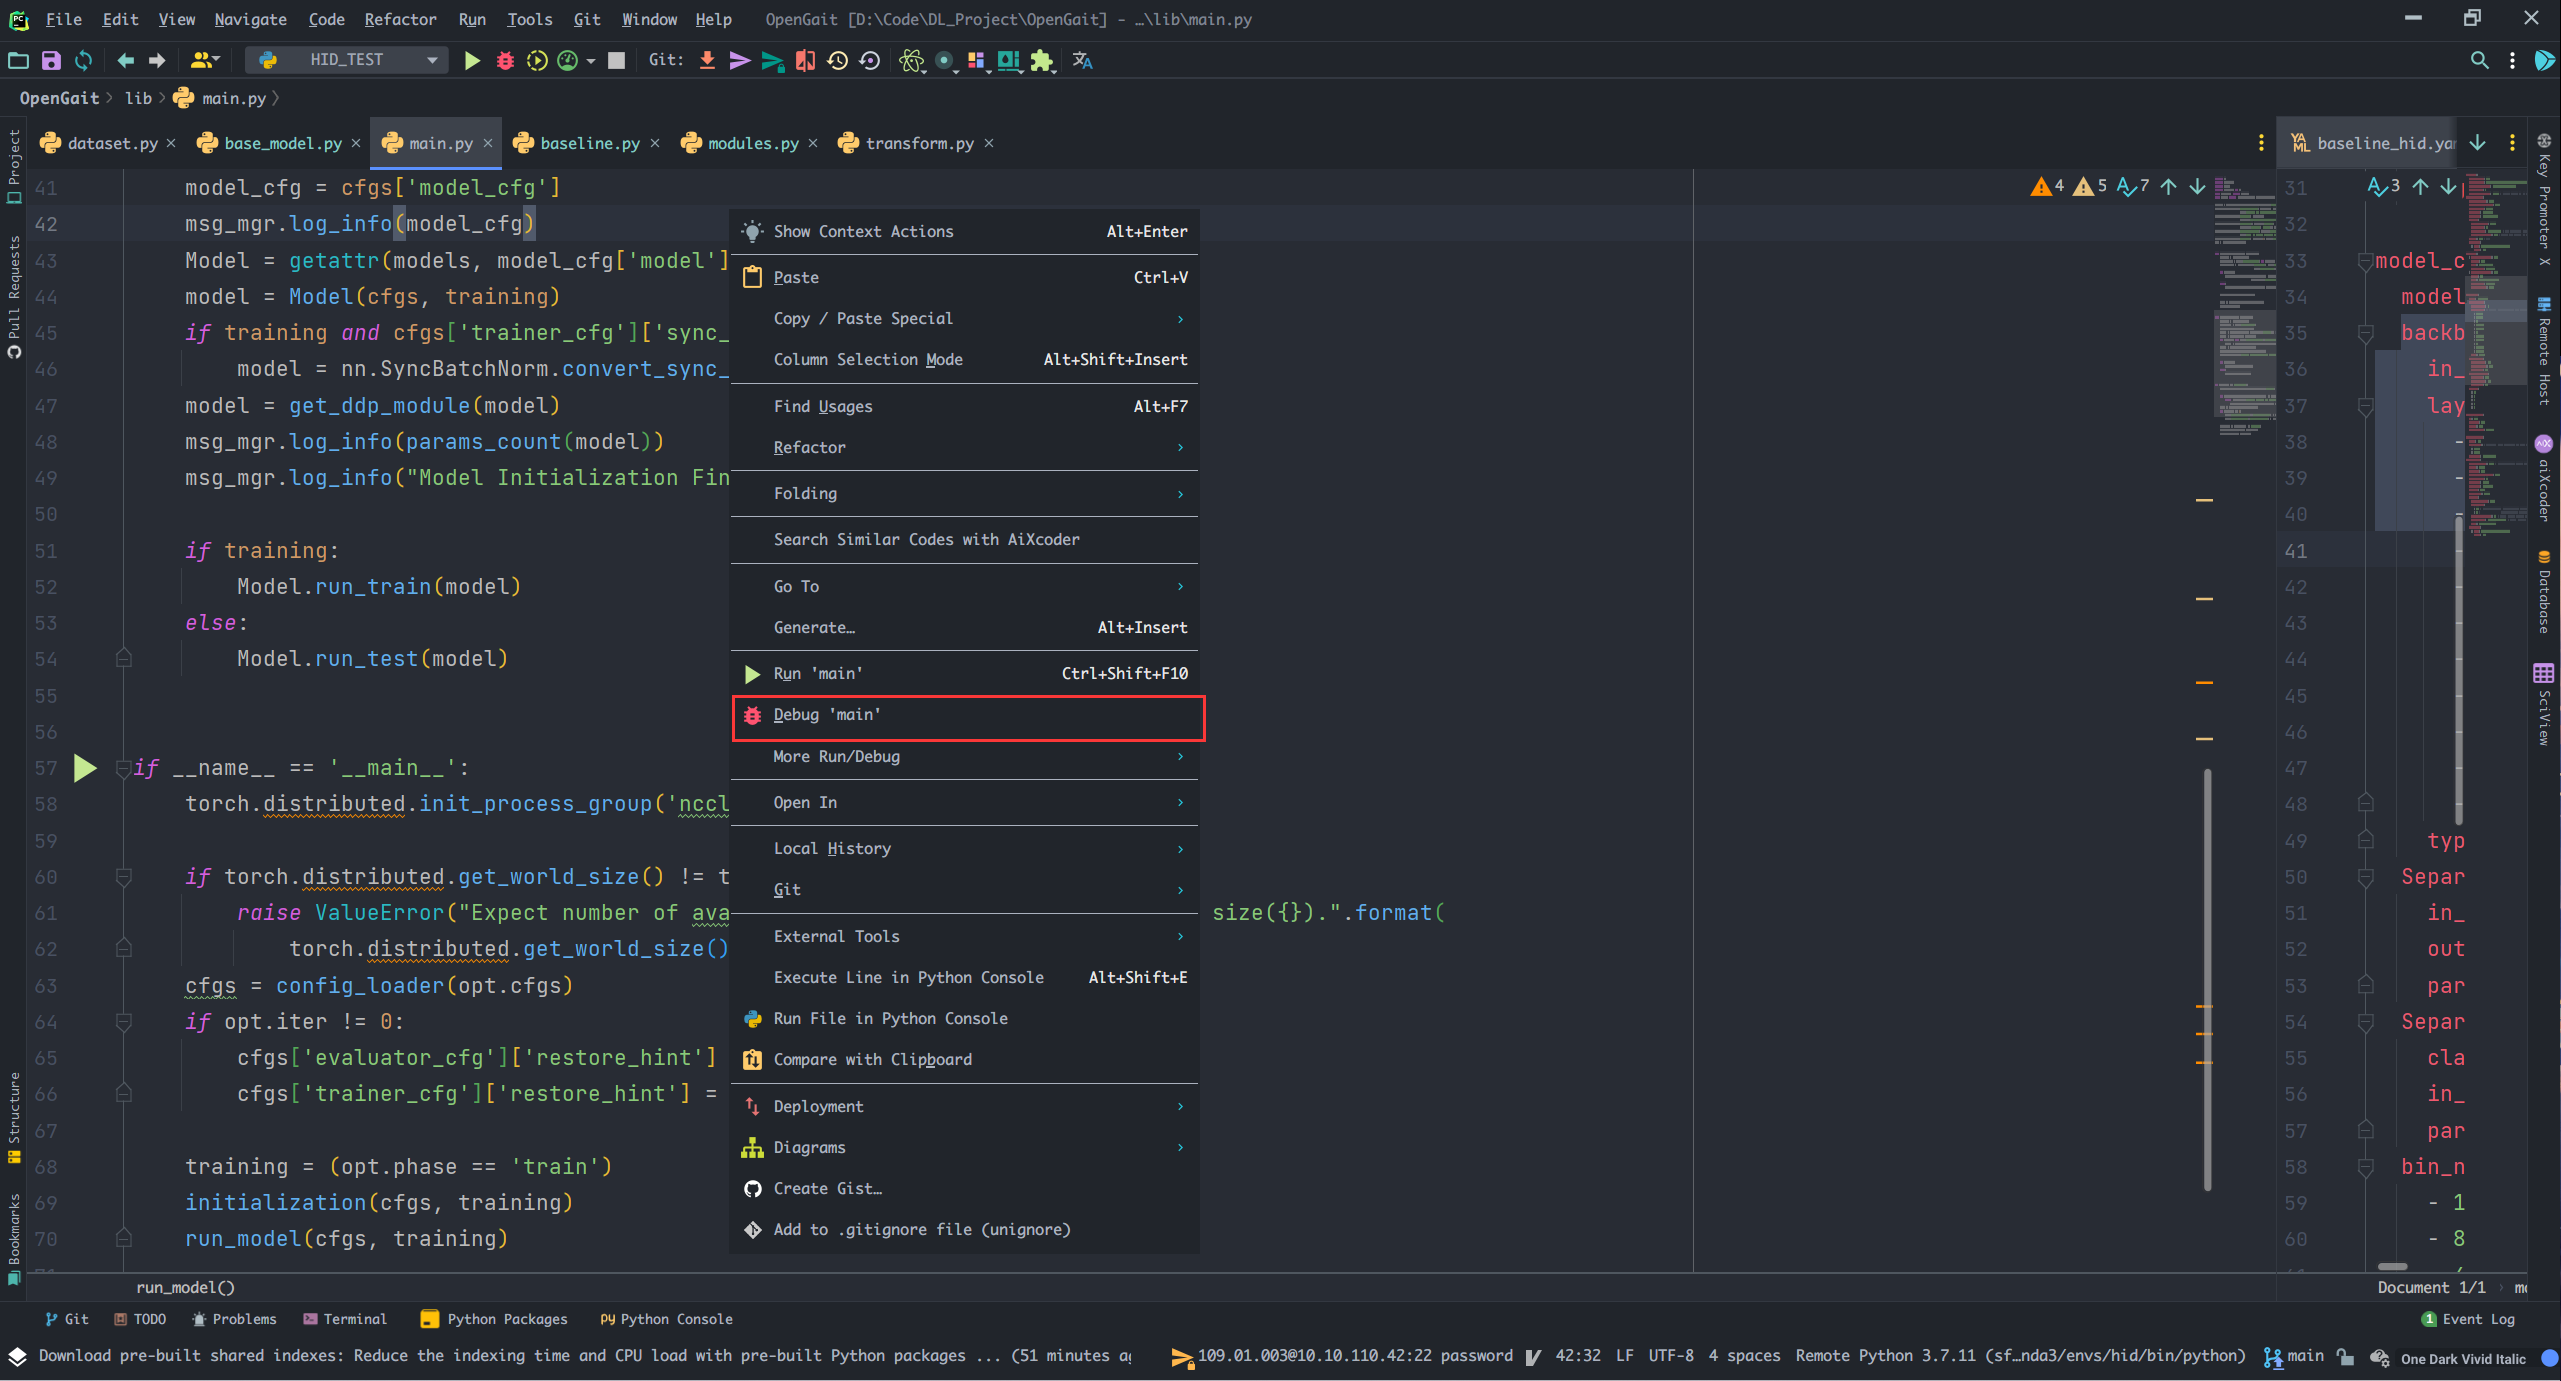 File Edit View Navigate Code Refactor Run Tools Git Window Help OpenGait [D:\Code\DL_Project\OpenGait] - …\lib\main.py
HID_TEST Git:
OpenGait lib main.py
dataset.py base_model.py main.py baseline.py modules.py transform.py baseline_hid.ya
Project
Pull Requests
Structure
Bookmarks
4 5 7
41 model_cfg = cfgs['model_cfg']
42 msg_mgr.log_info(model_cfg)
43 Model = getattr(models, model_cfg['model']
44 model = Model(cfgs, training)
45 if training and cfgs['trainer_cfg']['sync_
46 model = nn.SyncBatchNorm.convert_sync_
47 model = get_ddp_module(model)
48 msg_mgr.log_info(params_count(model))
49 msg_mgr.log_info("Model Initialization Fin
50
51 if training:
52 Model.run_train(model)
53 else:
54 Model.run_test(model)
55
56
57 if __name__ == '__main__':
58 torch.distributed.init_process_group('nccl
59
60 if torch.distributed.get_world_size() != t
61 raise ValueError("Expect number of ava size({}).".format(
62 torch.distributed.get_world_size()
63 cfgs = config_loader(opt.cfgs)
64 if opt.iter != 0:
65 cfgs['evaluator_cfg']['restore_hint']
66 cfgs['trainer_cfg']['restore_hint'] =
67
68 training = (opt.phase == 'train')
69 initialization(cfgs, training)
70 run_model(cfgs, training)
Show Context Actions Alt+Enter
Paste Ctrl+V
Copy / Paste Special
Column Selection Mode Alt+Shift+Insert
Find Usages Alt+F7
Refactor
Folding
Search Similar Codes with AiXcoder
Go To
Generate… Alt+Insert
Run 'main' Ctrl+Shift+F10
Debug 'main'
More Run/Debug
Open In
Local History
Git
External Tools
Execute Line in Python Console Alt+Shift+E
Run File in Python Console
Compare with Clipboard
Deployment
Diagrams
Create Gist…
Add to .gitignore file (unignore)
3
31
32
33 model_c
34 model
35 backb
36 in_
37 lay
38 -
39 -
40
41
42
43
44
45
46
47
48
49 typ
50 Separ
51 in_
52 out
53 par
54 Separ
55 cla
56 in_
57 par
58 bin_n
59 - 1
60 - 8
Key Promoter X
Remote Host
aiXcoder
Database
SciView
run_model() Document 1/1
Git TODO Problems Terminal Python Packages Python Console 1 Event Log
Download pre-built shared indexes: Reduce the indexing time and CPU load with pre-built Python packages ... (51 minutes ag 109.01.003@10.10.110.42:22 password 42:32 LF UTF-8 4 spaces Remote Python 3.7.11 (sf…nda3/envs/hid/bin/python) main One Dark Vivid Italic